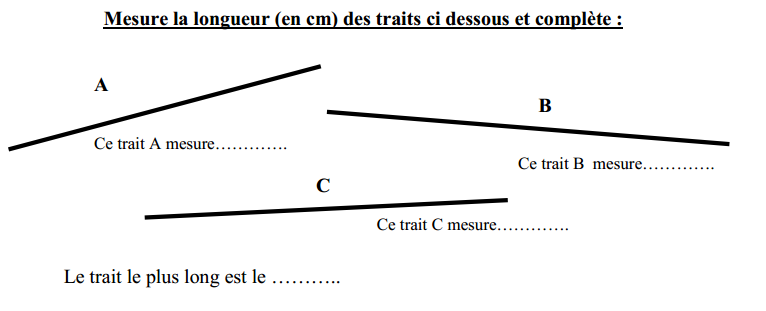 Mesure la longueur (en cm) des traits ci dessous et complète :
A
B
Ce trait A mesure………….
Ce trait B mesure………….
C
Ce trait C mesure………….
Le trait le plus long est le ………..